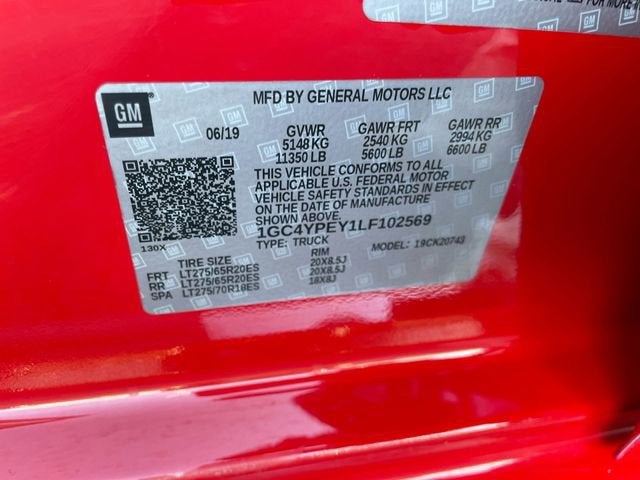 FOR MORE
GM
MFD BY GENERAL MOTORS LLC
06/19 GVWR GAWR FRT GAWR RR
5148 KG 2540 KG 2994 KG
11350 LB 5600 LB 6600 LB
THIS VEHICLE CONFORMS TO ALL
APPLICABLE U.S. FEDERAL MOTOR
VEHICLE SAFETY STANDARDS IN EFFECT
ON THE DATE OF MANUFACTURE
SHOWN ABOVE.
1GC4YPEY1LF102569
130X TYPE: TRUCK MODEL: 19CK20743
TIRE SIZE RIM
FRT LT275/65R20ES 20X8.5J
RR LT275/65R20ES 20X8.5J
SPA LT275/70R18ES 18X8J